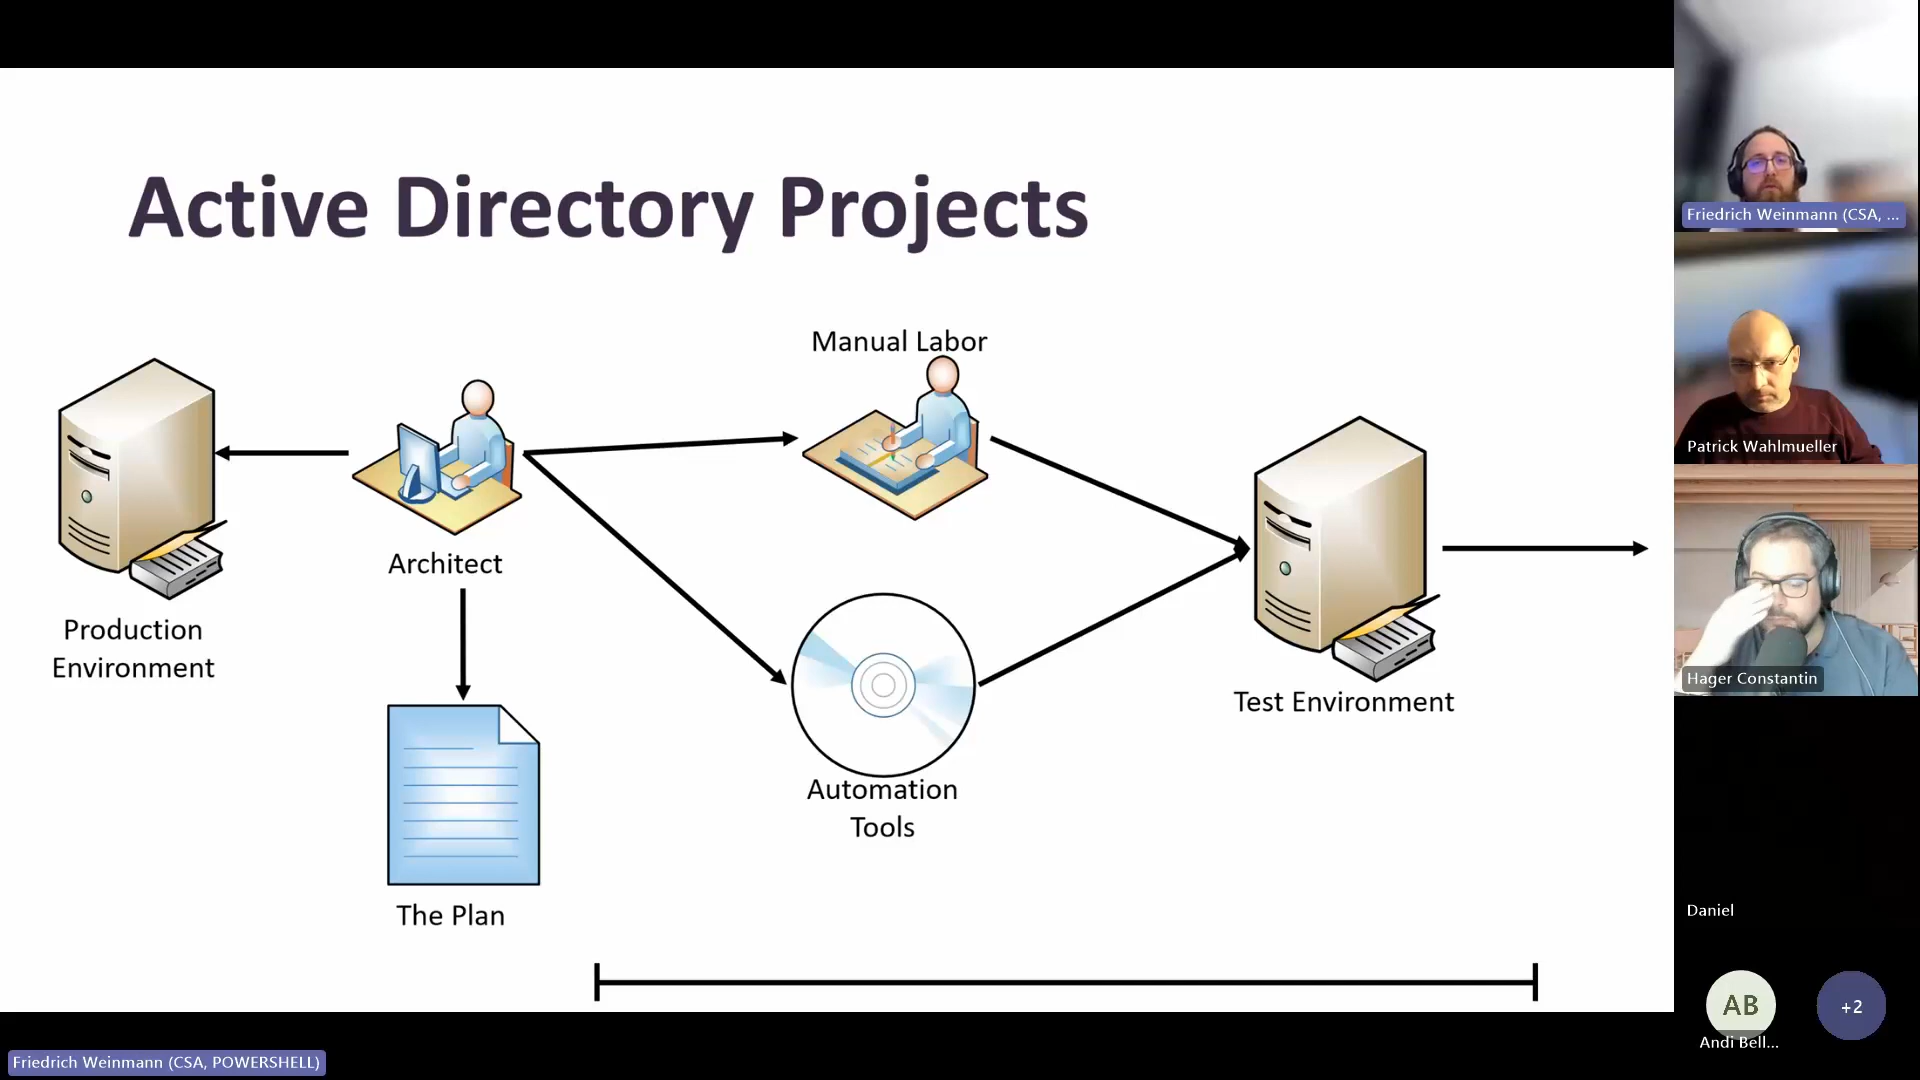 Active Directory Projects
Manual Labor
Architect
Production
Environment
Test Environment
Automation
Tools
The Plan
Friedrich Weinmann (CSA, ...
Patrick Wahlmueller
Hager Constantin
Daniel
AB
+2
Andi Bell...
Friedrich Weinmann (CSA, POWERSHELL)